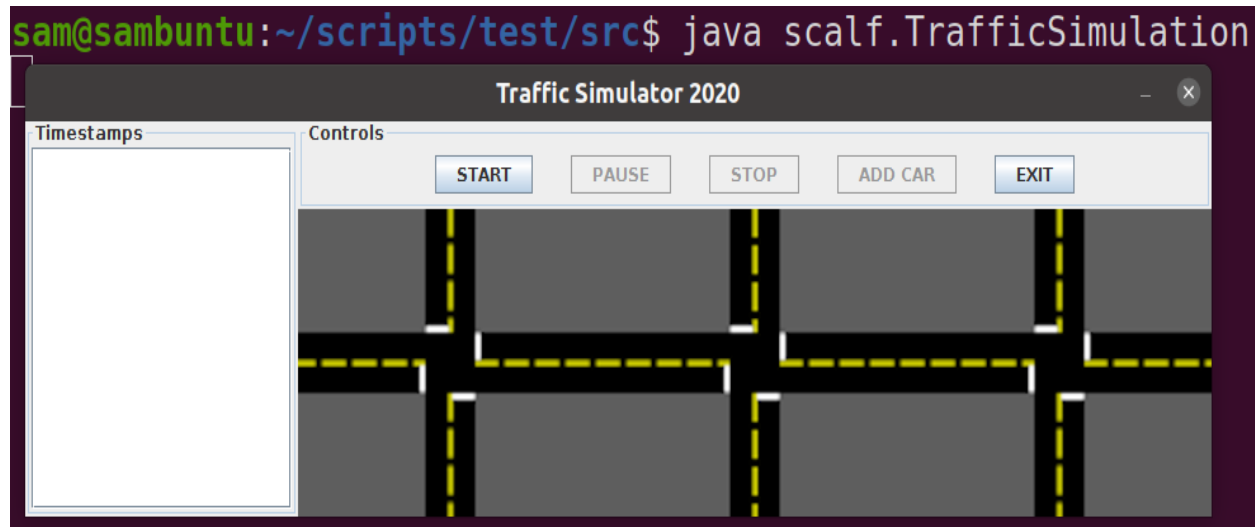 sam@sambuntu:~/scripts/test/src$ java scalf.TrafficSimulation
Traffic Simulator 2020
Timestamps
Controls
START PAUSE STOP ADD CAR EXIT